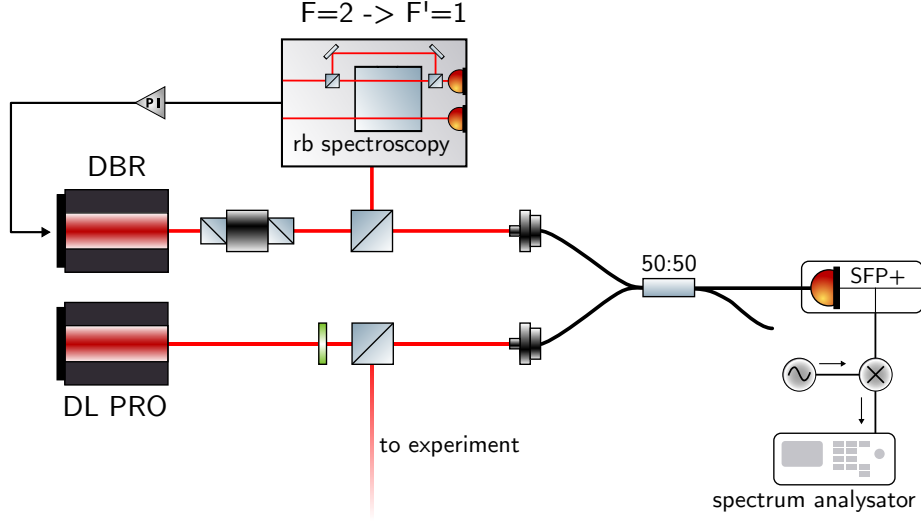 F=2 -> F'=1
rb spectroscopy
PI
DBR
50:50
SFP+
DL PRO
to experiment
spectrum analysator